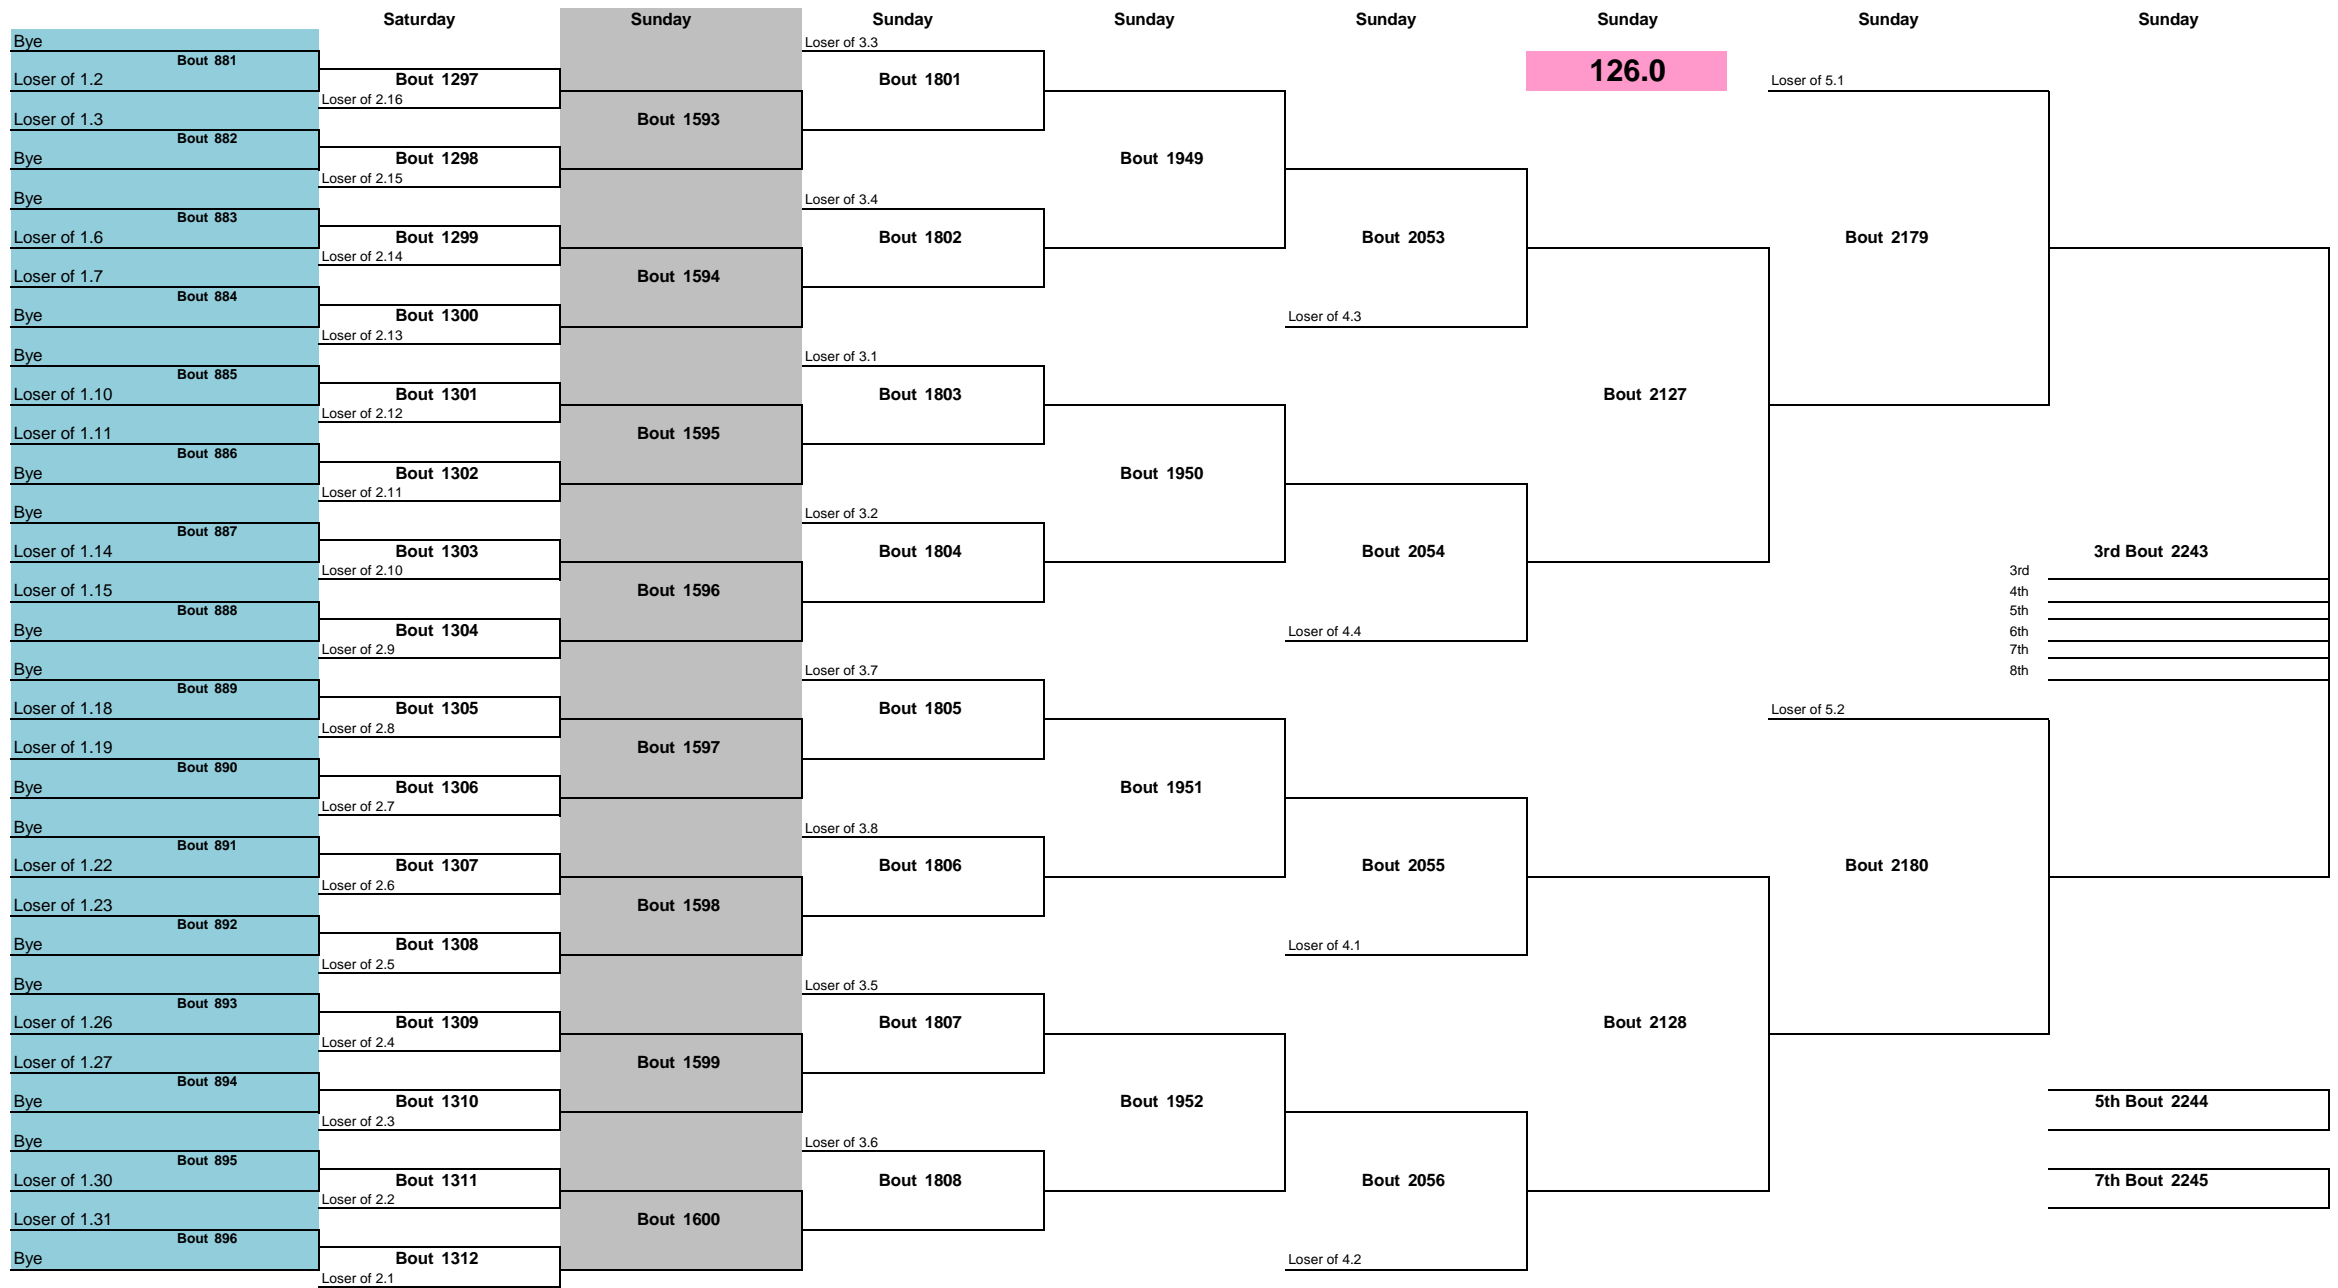 Saturday Sunday Sunday Sunday Sunday Sunday Sunday Sunday
126.0
Bye
Bout 881
Loser of 1.2
Loser of 1.3
Bout 882
Bye
Bye
Bout 883
Loser of 1.6
Loser of 1.7
Bout 884
Bye
Bye
Bout 885
Loser of 1.10
Loser of 1.11
Bout 886
Bye
Bye
Bout 887
Loser of 1.14
Loser of 1.15
Bout 888
Bye
Bye
Bout 889
Loser of 1.18
Loser of 1.19
Bout 890
Bye
Bye
Bout 891
Loser of 1.22
Loser of 1.23
Bout 892
Bye
Bye
Bout 893
Loser of 1.26
Loser of 1.27
Bout 894
Bye
Bye
Bout 895
Loser of 1.30
Loser of 1.31
Bout 896
Bye
Bout 1297
Loser of 2.16
Bout 1298
Loser of 2.15
Bout 1299
Loser of 2.14
Bout 1300
Loser of 2.13
Bout 1301
Loser of 2.12
Bout 1302
Loser of 2.11
Bout 1303
Loser of 2.10
Bout 1304
Loser of 2.9
Bout 1305
Loser of 2.8
Bout 1306
Loser of 2.7
Bout 1307
Loser of 2.6
Bout 1308
Loser of 2.5
Bout 1309
Loser of 2.4
Bout 1310
Loser of 2.3
Bout 1311
Loser of 2.2
Bout 1312
Loser of 2.1
Bout 1593
Bout 1594
Bout 1595
Bout 1596
Bout 1597
Bout 1598
Bout 1599
Bout 1600
Loser of 3.3
Bout 1801
Loser of 3.4
Bout 1802
Loser of 3.1
Bout 1803
Loser of 3.2
Bout 1804
Loser of 3.7
Bout 1805
Loser of 3.8
Bout 1806
Loser of 3.5
Bout 1807
Loser of 3.6
Bout 1808
Bout 1949
Bout 1950
Bout 1951
Bout 1952
Bout 2053
Loser of 4.3
Bout 2054
Loser of 4.4
Bout 2055
Loser of 4.1
Bout 2056
Loser of 4.2
Bout 2127
Bout 2128
Loser of 5.1
Bout 2179
Loser of 5.2
Bout 2180
3rd Bout 2243
3rd
4th
5th
6th
7th
8th
5th Bout 2244
7th Bout 2245